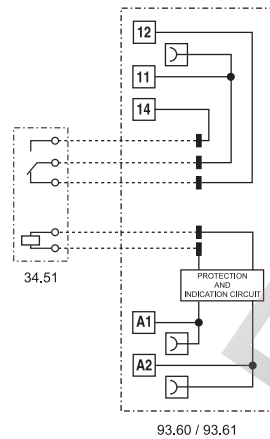 12
11
14
34.51
PROTECTION
AND
INDICATION CIRCUIT
A1
A2
93.60 / 93.61